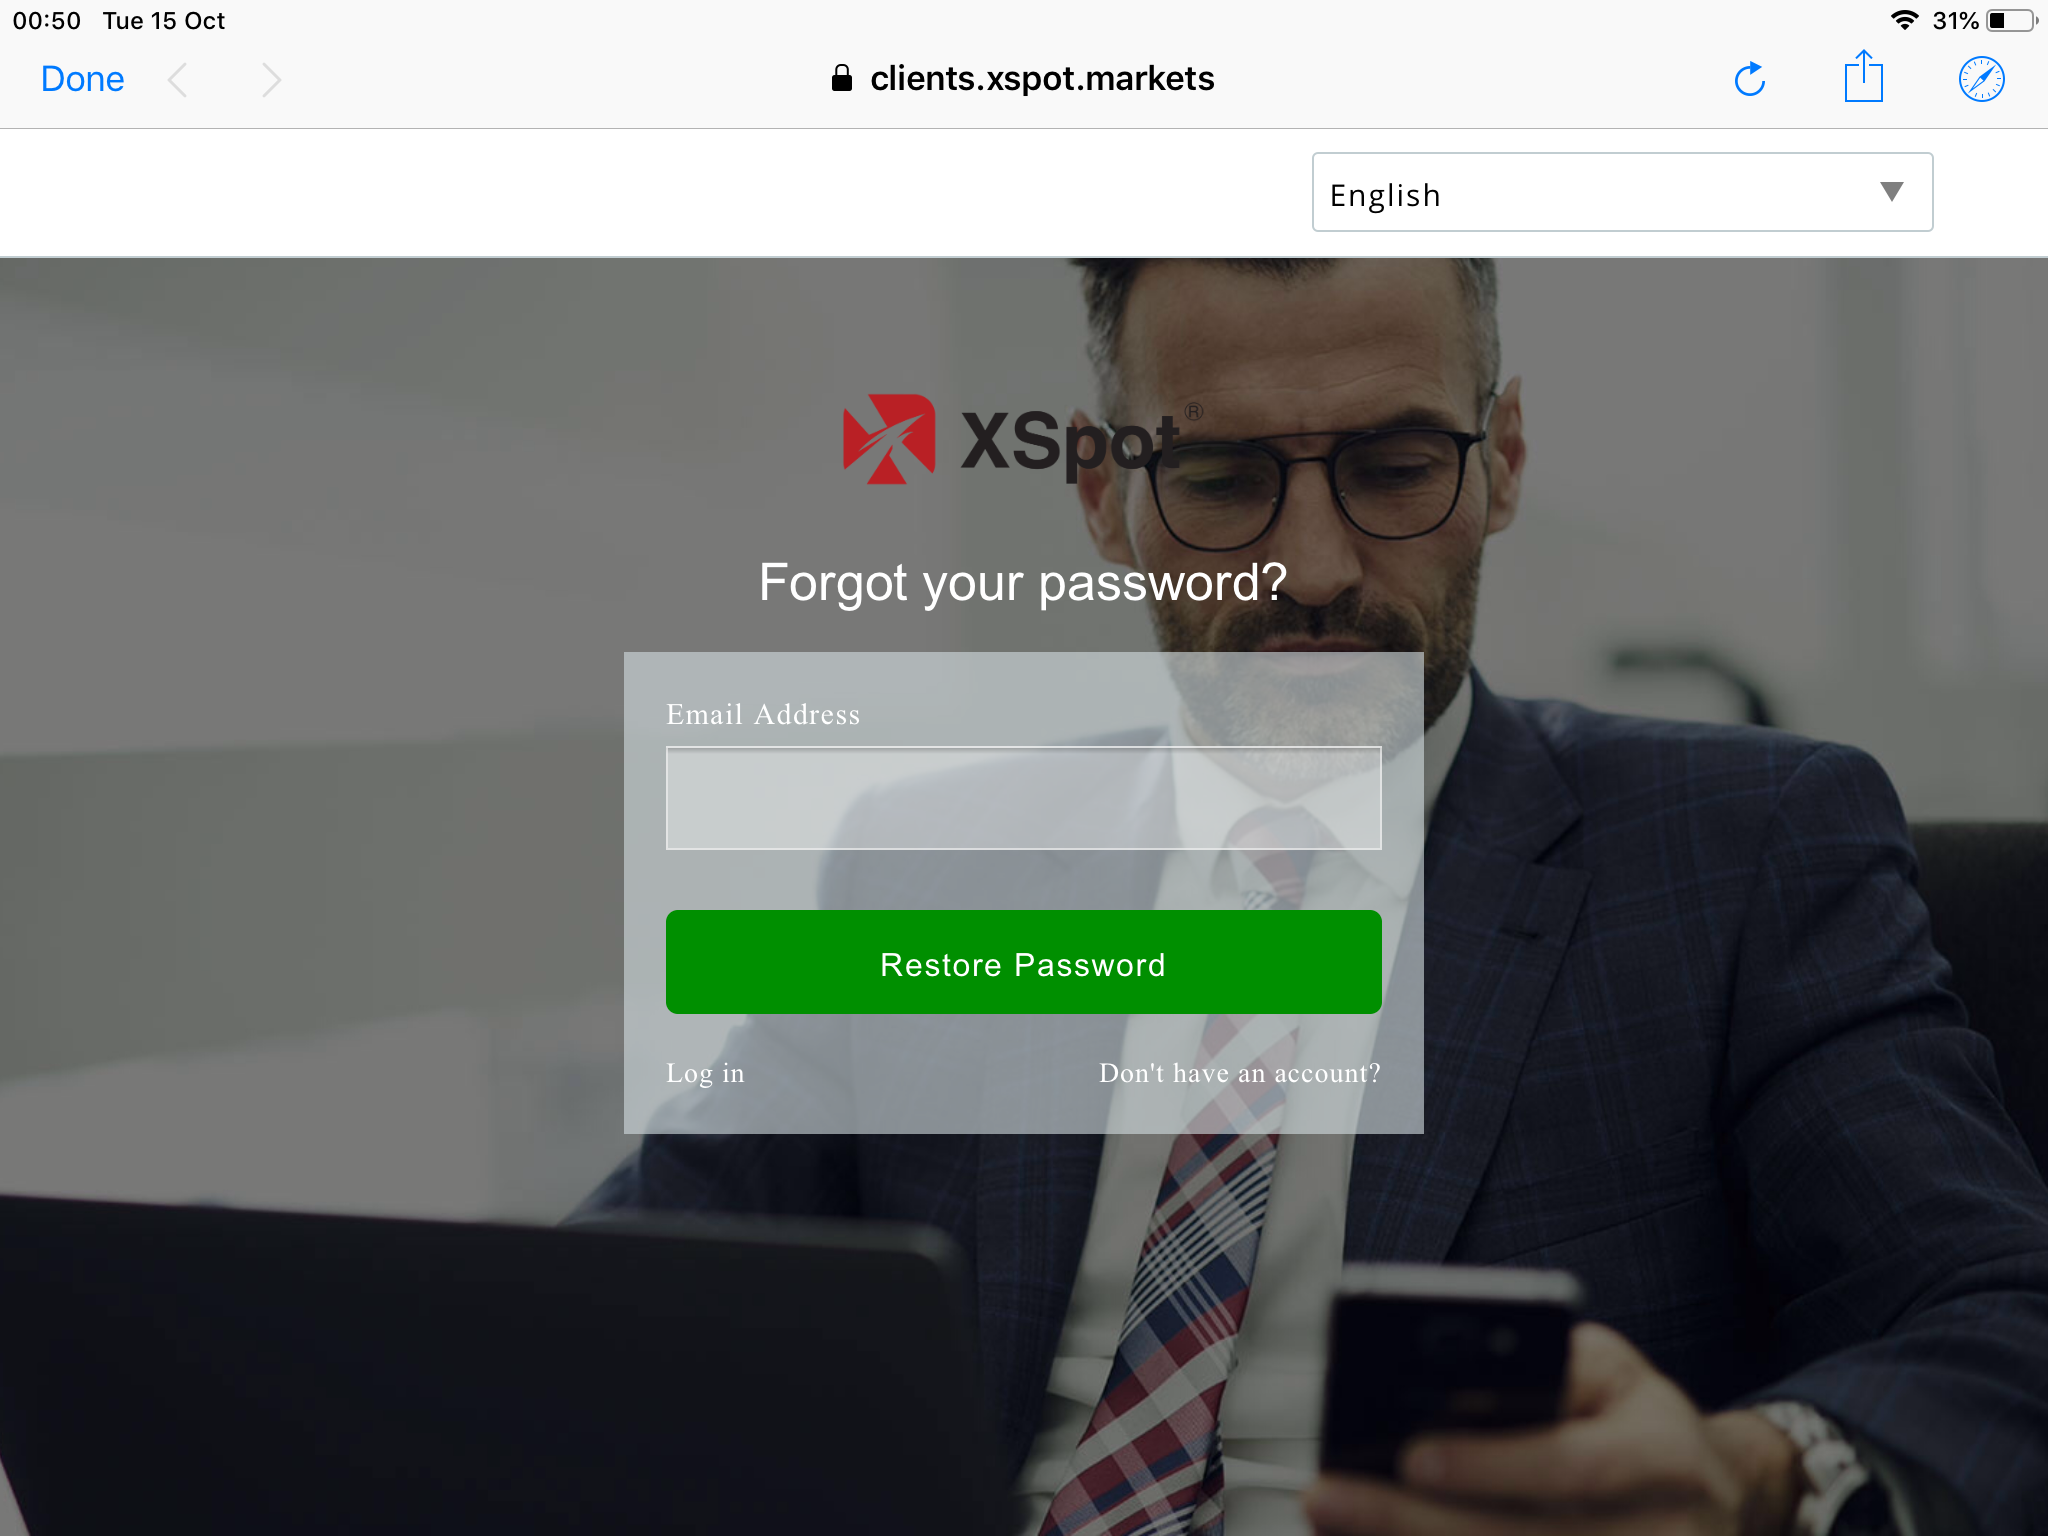 00:50 Tue 15 Oct 31%
Done clients.xspot.markets
English
XSpot®
Forgot your password?
Email Address
Restore Password
Log in Don't have an account?